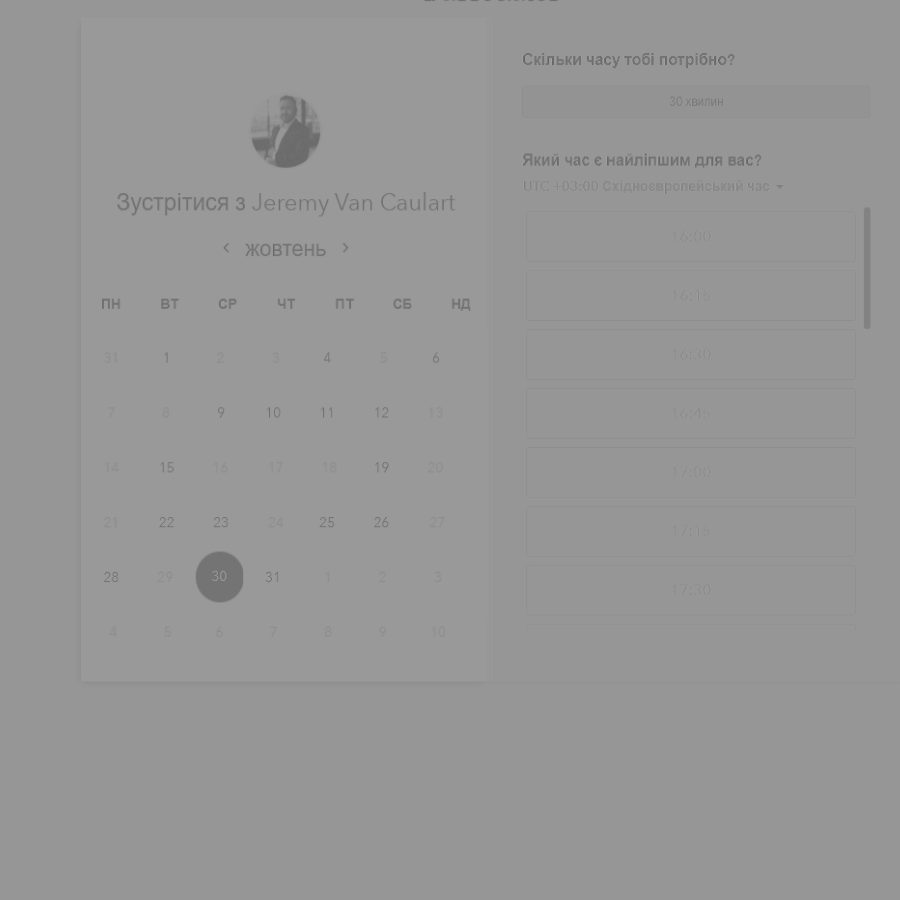 Зустрітися з Jeremy Van Caulart
‹ жовтень ›
ПН ВТ СР ЧТ ПТ СБ НД
31 1 2 3 4 5 6
7 8 9 10 11 12 13
14 15 16 17 18 19 20
21 22 23 24 25 26 27
28 29 30 31 1 2 3
4 5 6 7 8 9 10
Скільки часу тобі потрібно?
30 хвилин
Який час є найліпшим для вас?
UTC +03:00 Східноєвропейський час
16:00
16:15
16:30
16:45
17:00
17:15
17:30